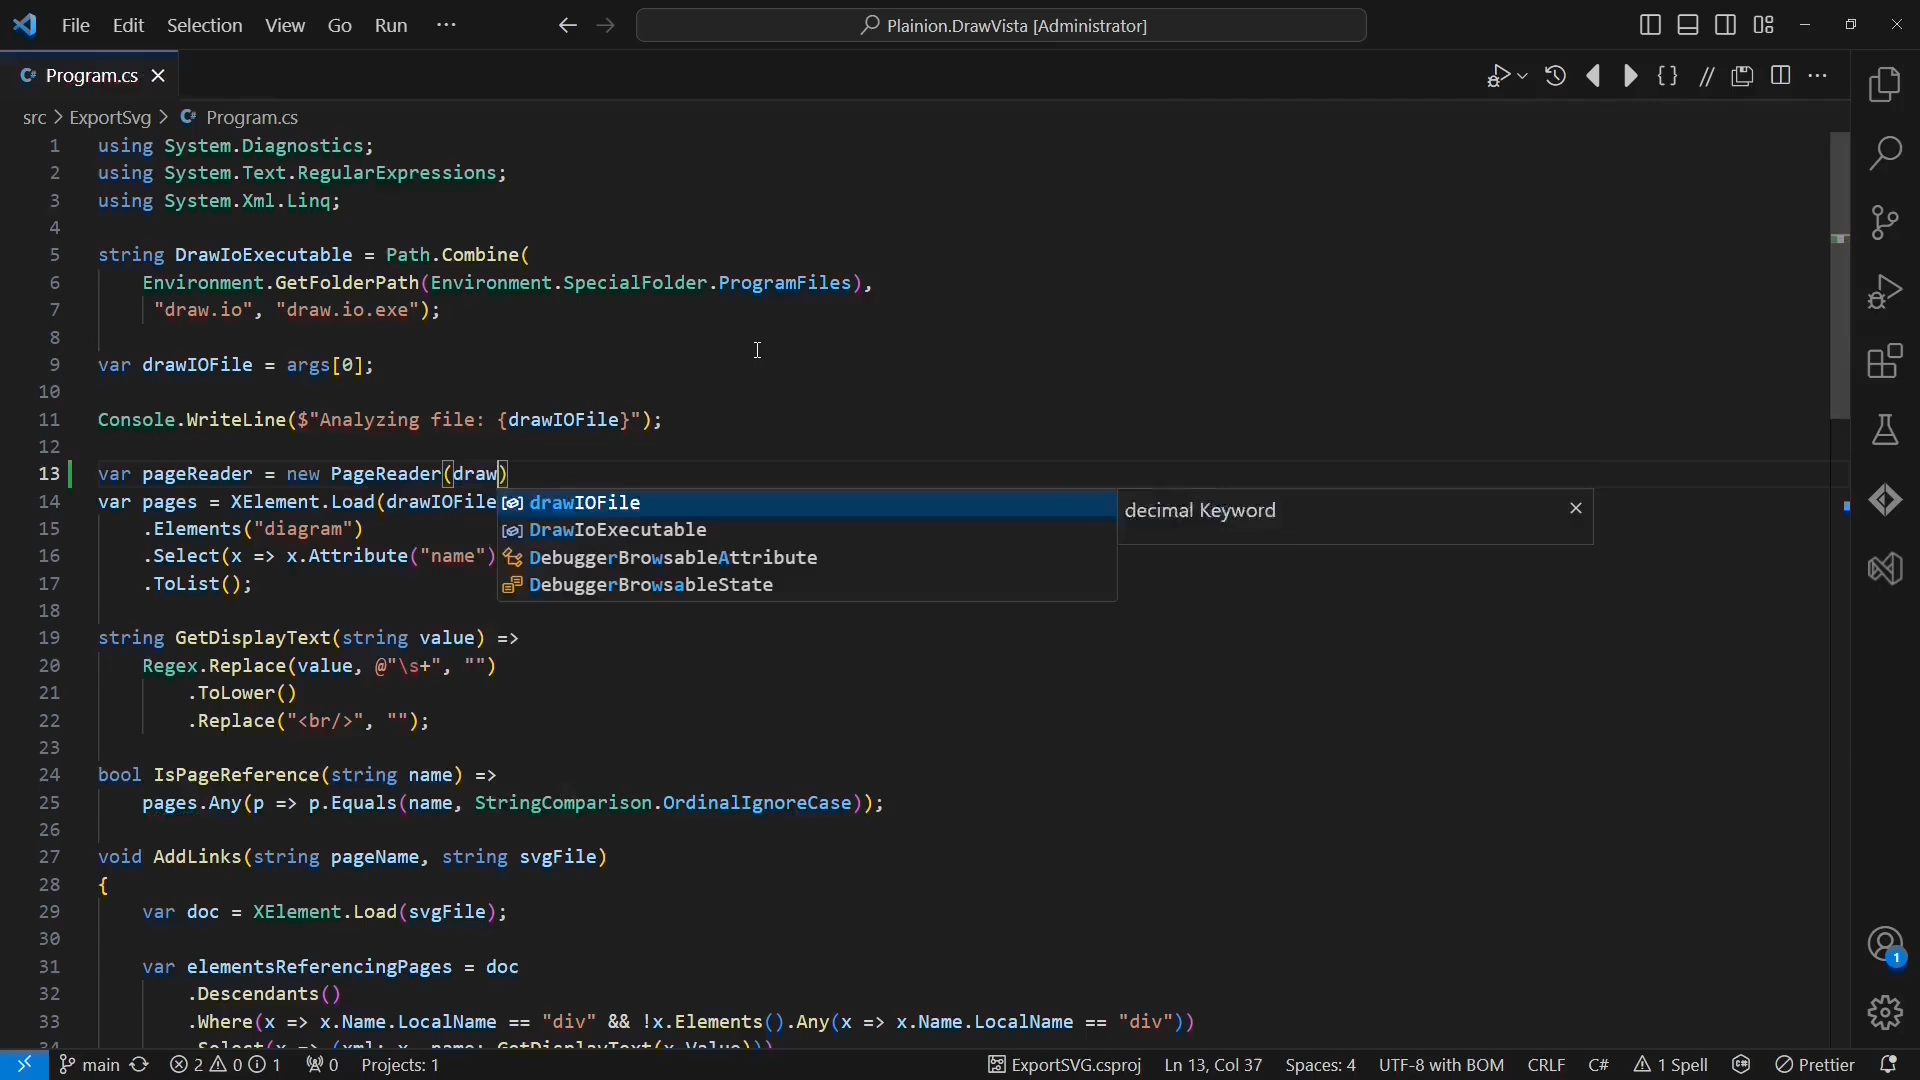 File Edit Selection View Go Run ···
Plainion.DrawVista [Administrator]
C# Program.cs
src > ExportSvg > C# Program.cs
1 using System.Diagnostics;
2 using System.Text.RegularExpressions;
3 using System.Xml.Linq;
4
5 string DrawIoExecutable = Path.Combine(
6 Environment.GetFolderPath(Environment.SpecialFolder.ProgramFiles),
7 "draw.io", "draw.io.exe");
8
9 var drawIOFile = args[0];
10
11 Console.WriteLine($"Analyzing file: {drawIOFile}");
12
13 var pageReader = new PageReader(draw)
14 var pages = XElement.Load(drawIOFile
drawIOFile
decimal Keyword
DrawIoExecutable
DebuggerBrowsableAttribute
DebuggerBrowsableState
15 .Elements("diagram")
16 .Select(x => x.Attribute("name")
17 .ToList();
18
19 string GetDisplayText(string value) =>
20 Regex.Replace(value, @"\s+", "")
21 .ToLower()
22 .Replace("<br/>", "");
23
24 bool IsPageReference(string name) =>
25 pages.Any(p => p.Equals(name, StringComparison.OrdinalIgnoreCase));
26
27 void AddLinks(string pageName, string svgFile)
28 {
29 var doc = XElement.Load(svgFile);
30
31 var elementsReferencingPages = doc
32 .Descendants()
33 .Where(x => x.Name.LocalName == "div" && !x.Elements().Any(x => x.Name.LocalName == "div"))
34 .Select(x => (xml: x, name: GetDisplayText(x.Value)))
1
main 2 0 1 0 Projects: 1 ExportSVG.csproj Ln 13, Col 37 Spaces: 4 UTF-8 with BOM CRLF C# 1 Spell Prettier